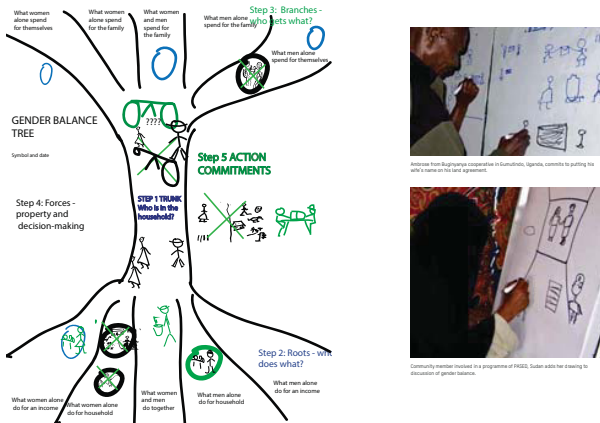 What women
alone spend
for themselves
What women
alone spend
for the family
What women
and men
spend for
the family
What men alone
spend for the family
Step 3: Branches -
who gets what?
What men alone
spend for themselves
GENDER BALANCE
TREE
Symbol and date
????
Step 5 ACTION
COMMITMENTS
STEP 1 TRUNK
Who is in the
household?
Step 4: Forces -
property and
decision-making
Step 2: Roots - who
does what?
What women alone
do for an income
What women alone
do for household
What women
and men
do together
What men alone
do for household
What men alone
do for an income
Ambrose from Buginyanya cooperative in Bumutindo, Uganda, commits to putting his
wife's name on his land agreement.
Community member involved in a programme of PASED, Sudan adds her drawing to
discussion of gender balance.